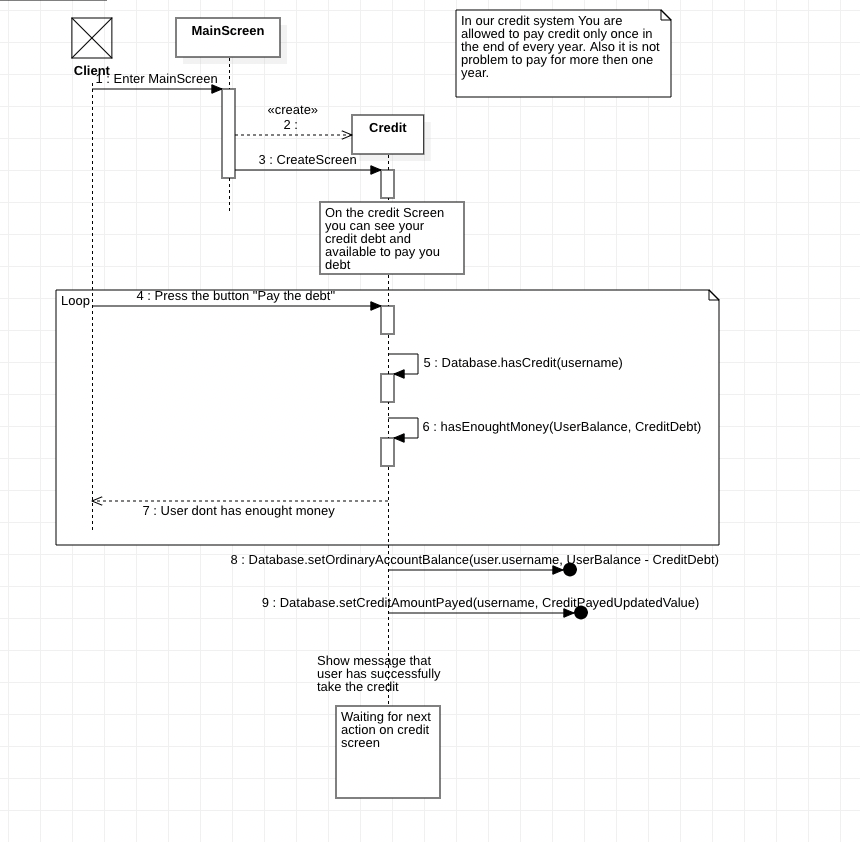 MainScreen
In our credit system You are
allowed to pay credit only once in
the end of every year. Also it is not
problem to pay for more then one
year.
Client
1 : Enter MainScreen
«create»
2 :
Credit
3 : CreateScreen
On the credit Screen
you can see your
credit debt and
available to pay you
debt
Loop
4 : Press the button "Pay the debt"
5 : Database.hasCredit(username)
6 : hasEnoughtMoney(UserBalance, CreditDebt)
7 : User dont has enought money
8 : Database.setOrdinaryAccountBalance(user.username, UserBalance - CreditDebt)
9 : Database.setCreditAmountPayed(username, CreditPayedUpdatedValue)
Show message that
user has successfully
take the credit
Waiting for next
action on credit
screen